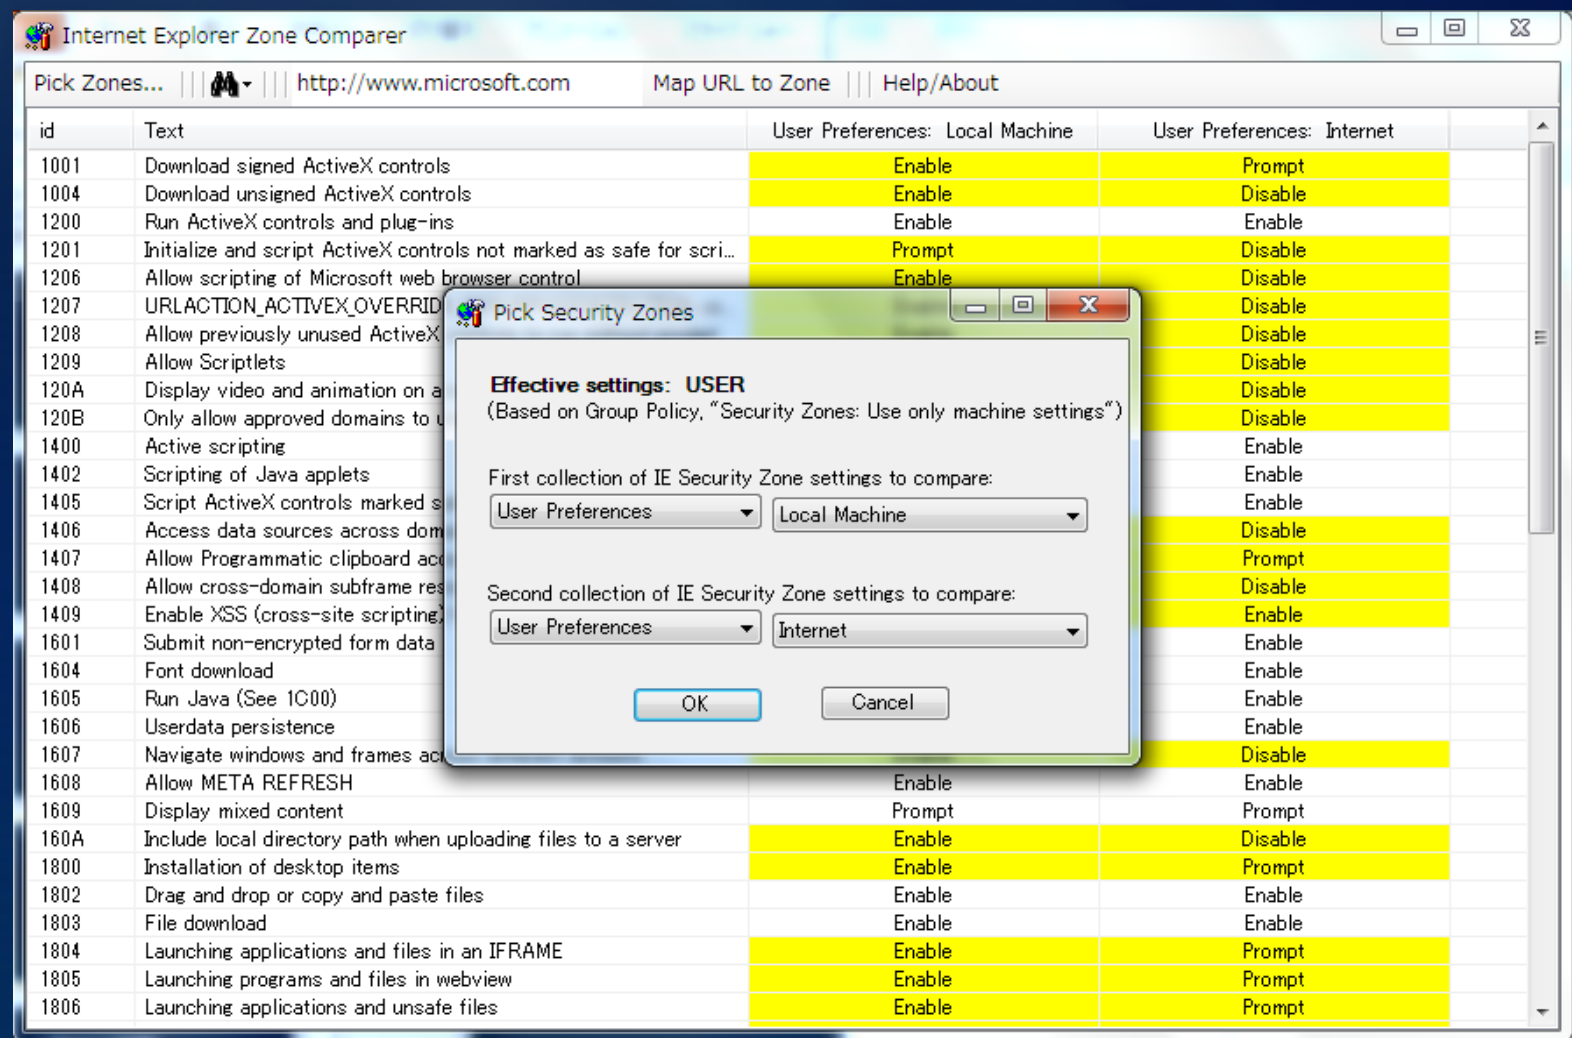 Internet Explorer Zone Comparer
Pick Zones... http://www.microsoft.com Map URL to Zone Help/About
id Text User Preferences: Local Machine User Preferences: Internet
1001 Download signed ActiveX controls Enable Prompt
1004 Download unsigned ActiveX controls Enable Disable
1200 Run ActiveX controls and plug-ins Enable Enable
1201 Initialize and script ActiveX controls not marked as safe for scri... Prompt Disable
1206 Allow scripting of Microsoft web browser control Enable Disable
1207 URLACTION_ACTIVEX_OVERRID Disable
1208 Allow previously unused ActiveX Disable
1209 Allow Scriptlets Disable
120A Display video and animation on a Disable
120B Only allow approved domains to Disable
1400 Active scripting Enable
1402 Scripting of Java applets Enable
1405 Script ActiveX controls marked s Enable
1406 Access data sources across dom Disable
1407 Allow Programmatic clipboard acc Prompt
1408 Allow cross-domain subframe res Disable
1409 Enable XSS (cross-site scripting) Enable
1601 Submit non-encrypted form data Enable
1604 Font download Enable
1605 Run Java (See 1C00) Enable
1606 Userdata persistence Enable
1607 Navigate windows and frames acr Disable
1608 Allow META REFRESH Enable Enable
1609 Display mixed content Prompt Prompt
160A Include local directory path when uploading files to a server Enable Disable
1800 Installation of desktop items Enable Prompt
1802 Drag and drop or copy and paste files Enable Enable
1803 File download Enable Enable
1804 Launching applications and files in an IFRAME Enable Prompt
1805 Launching programs and files in webview Enable Prompt
1806 Launching applications and unsafe files Enable Prompt
Pick Security Zones
Effective settings: USER
(Based on Group Policy, "Security Zones: Use only machine settings")
First collection of IE Security Zone settings to compare:
User Preferences Local Machine
Second collection of IE Security Zone settings to compare:
User Preferences Internet
OK Cancel